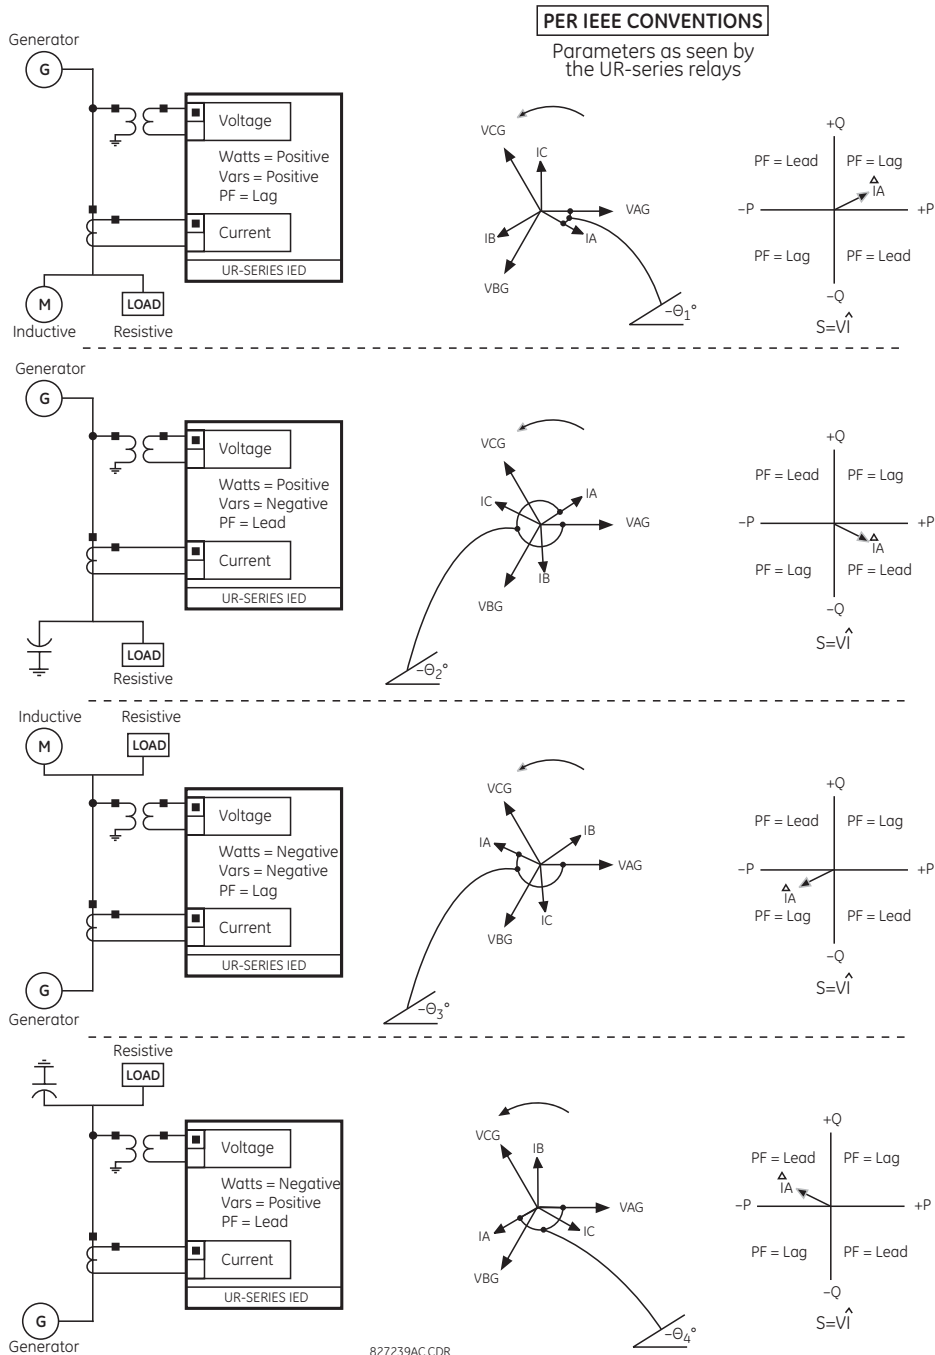 PER IEEE CONVENTIONS
Parameters as seen by
the UR-series relays
Generator
G
Voltage
Watts = Positive
Vars = Positive
PF = Lag
Current
UR-SERIES IED
M
LOAD
Inductive
Resistive
VCG
IC
VAG
IB
IA
VBG
–Θ1°
+Q
PF = Lead
PF = Lag
IA
–P
+P
PF = Lag
PF = Lead
–Q
S=VÎ
Generator
G
Voltage
Watts = Positive
Vars = Negative
PF = Lead
Current
UR-SERIES IED
LOAD
Resistive
VCG
IC
IA
VAG
IB
VBG
–Θ2°
+Q
PF = Lead
PF = Lag
–P
+P
IA
PF = Lag
PF = Lead
–Q
S=VÎ
Inductive
Resistive
M
LOAD
Voltage
Watts = Negative
Vars = Negative
PF = Lag
Current
UR-SERIES IED
G
Generator
VCG
IA
IB
VAG
IC
VBG
–Θ3°
+Q
PF = Lead
PF = Lag
–P
+P
IA
PF = Lag
PF = Lead
–Q
S=VÎ
Resistive
LOAD
Voltage
Watts = Negative
Vars = Positive
PF = Lead
Current
UR-SERIES IED
G
Generator
VCG
IB
VAG
IA
IC
VBG
–Θ4°
+Q
PF = Lead
PF = Lag
IA
–P
+P
PF = Lag
PF = Lead
–Q
S=VÎ
827239AC.CDR